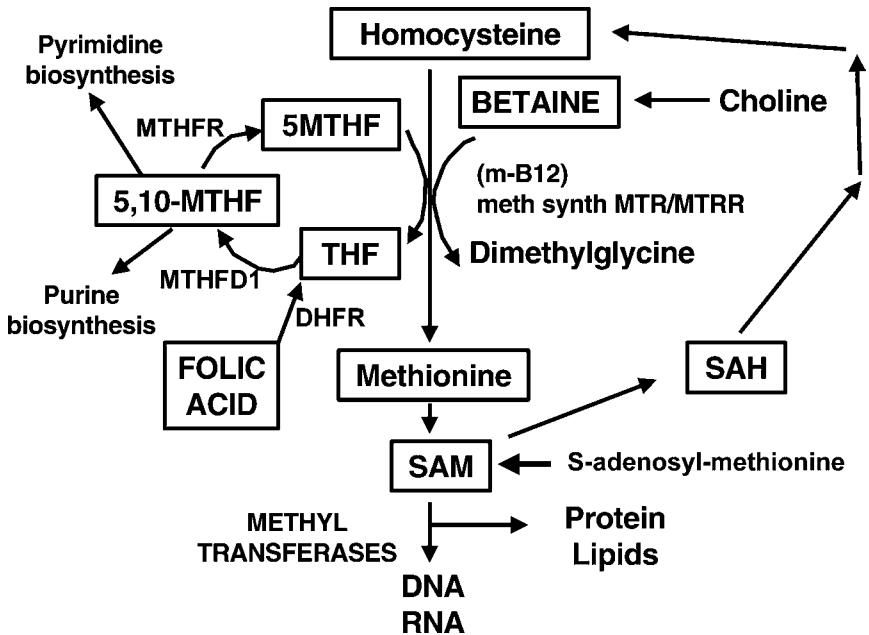 Homocysteine
Pyrimidine
biosynthesis
BETAINE
Choline
MTHFR
5MTHF
(m-B12)
meth synth MTR/MTRR
5,10-MTHF
THF
Dimethylglycine
MTHFD1
Purine
biosynthesis
DHFR
FOLIC
ACID
Methionine
SAH
SAM
S-adenosyl-methionine
METHYL
TRANSFERASES
Protein
Lipids
DNA
RNA